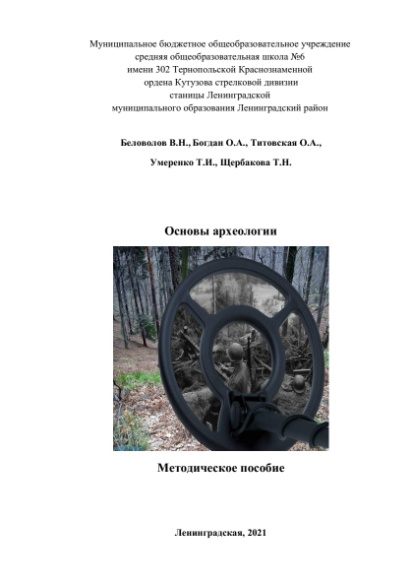 Муниципальное бюджетное общеобразовательное учреждение
средняя общеобразовательная школа №6
имени 302 Тернопольской Краснознаменной
ордена Кутузова стрелковой дивизии
станицы Ленинградской
муниципального образования Ленинградский район
Беловолов В.Н., Богдан О.А., Титовская О.А.,
Умеренко Т.И., Щербакова Т.Н.
Основы археологии
Методическое пособие
Ленинградская, 2021